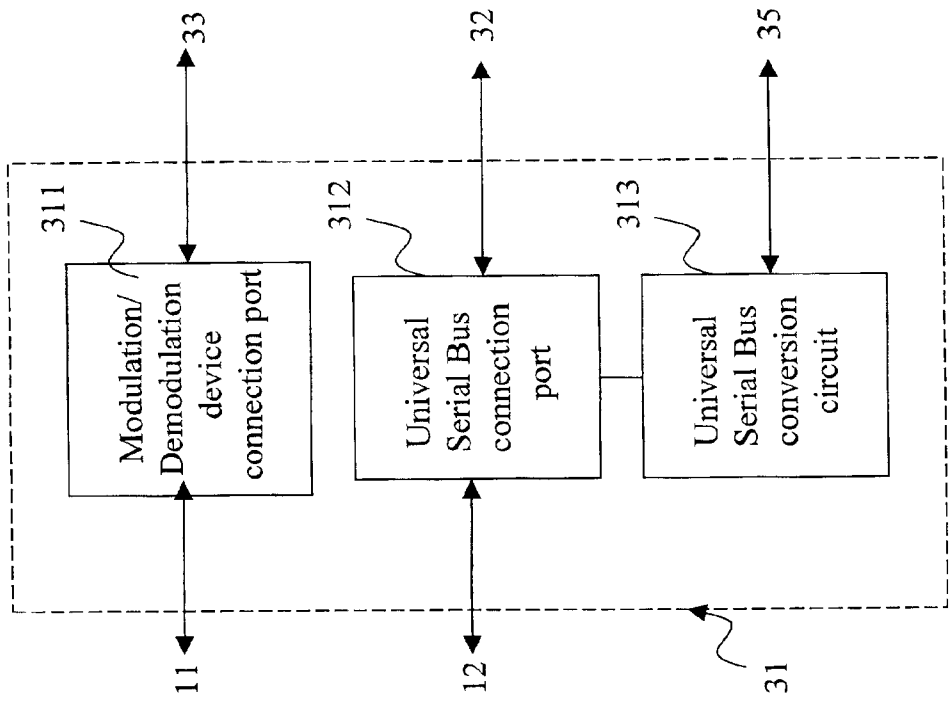 311
33
Modulation/
Demodulation
device
connection port
11
312
32
Universal
Serial Bus
connection
port
12
313
35
Universal
Serial Bus
conversion
circuit
31